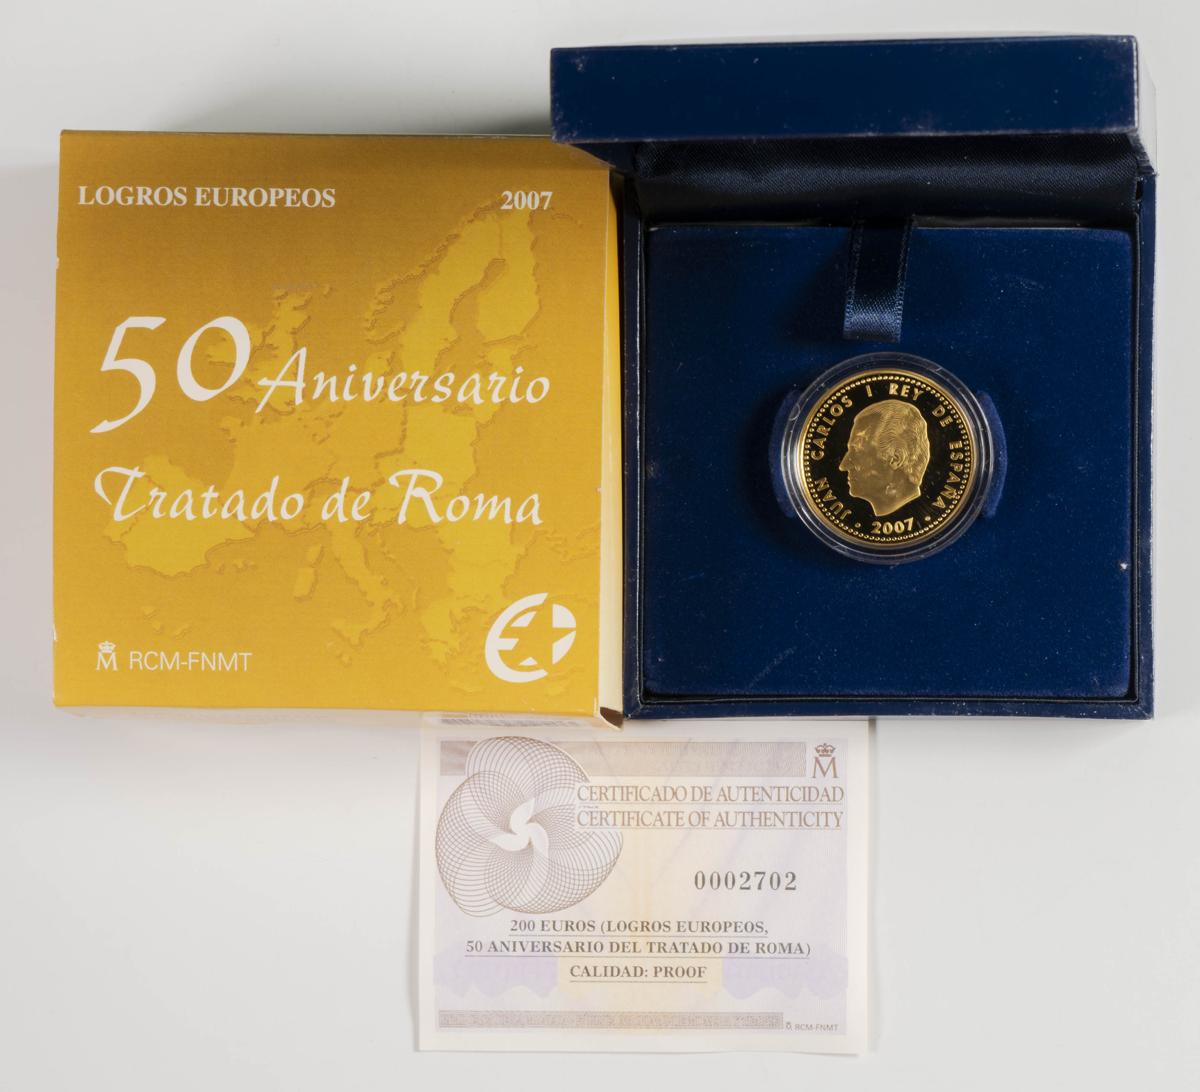 LOGROS EUROPEOS 2007
50 Aniversario
Tratado de Roma
M RCM-FNMT
JUAN CARLOS I REY DE ESPAÑA
• 2007 •
M
CERTIFICADO DE AUTENTICIDAD
CERTIFICATE OF AUTHENTICITY
0002702
200 EUROS (LOGROS EUROPEOS,
50 ANIVERSARIO DEL TRATADO DE ROMA)
CALIDAD: PROOF
M RCM-FNMT